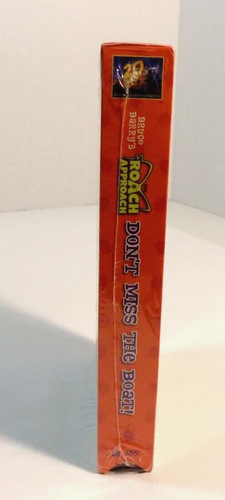 Bruce
Barry's
ROACH
APPROACH
DON'T MISS THE BOAT!